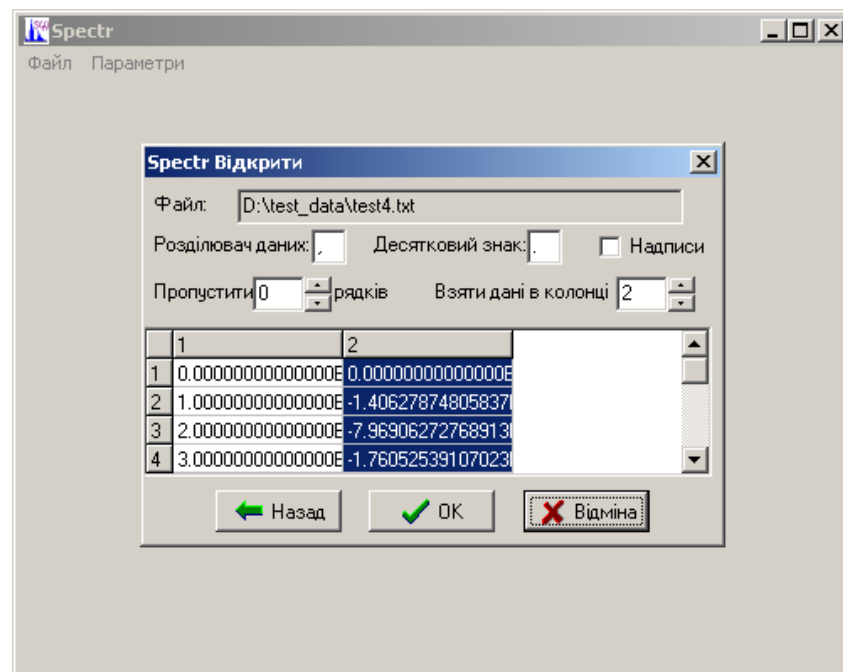 Spectr
Файл Параметри
Spectr Відкрити
Файл: D:\test_data\test4.txt
Розділювач даних: , Десятковий знак: . Надписи
Пропустити 0 рядків Взяти дані в колонці 2
1 2
1 0.00000000000000E 0.00000000000000E
2 1.00000000000000E -1.40627874805837
3 2.00000000000000E -7.96906272768913
4 3.00000000000000E -1.76052539107023
Назад OK Відміна